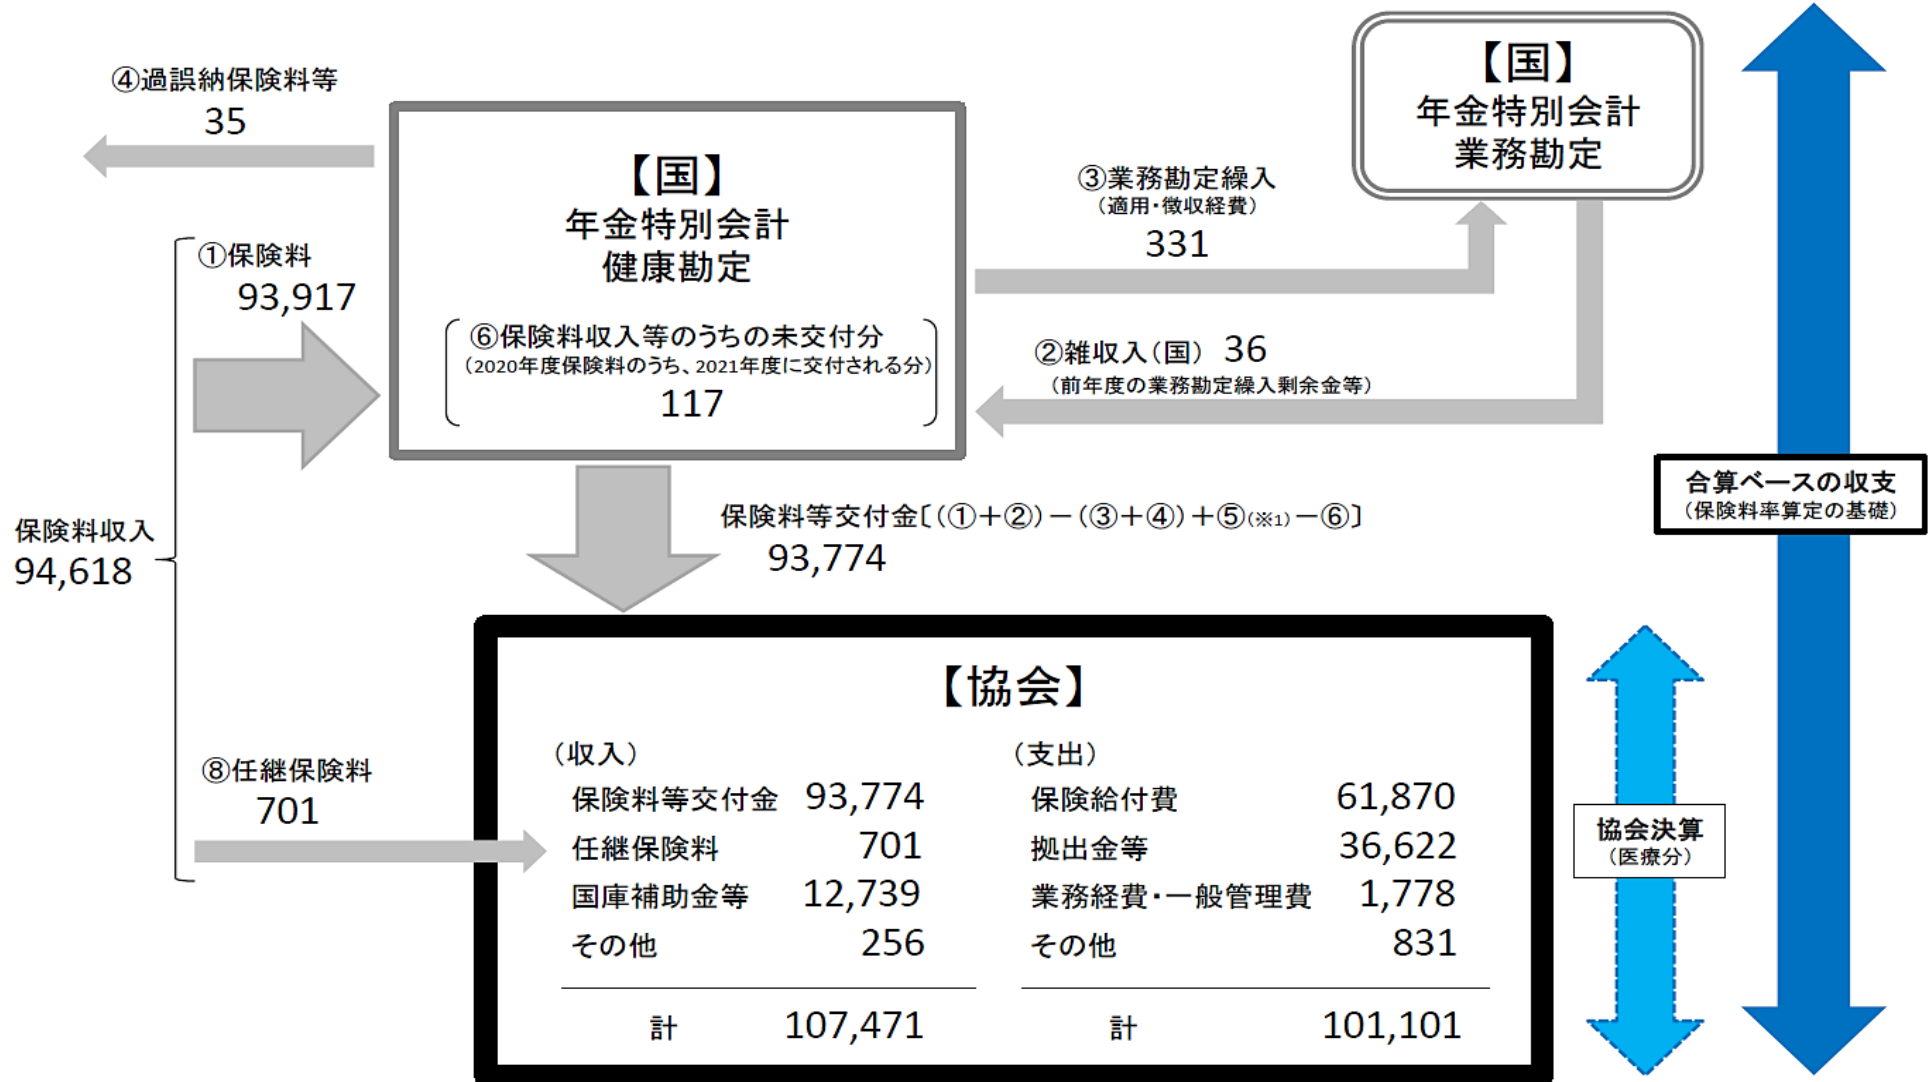 ④過誤納保険料等
35
①保険料
93,917
保険料収入
94,618
⑧任継保険料
701
【国】
年金特別会計
健康勘定
⑥保険料収入等のうちの未交付分
(2020年度保険料のうち、2021年度に交付される分)
117
③業務勘定繰入
(適用・徴収経費)
331
②雑収入(国) 36
(前年度の業務勘定繰入剰余金等)
【国】
年金特別会計
業務勘定
保険料等交付金〔(①+②)-(③+④)+⑤(※1)-⑥〕
93,774
【協会】
(収入)
保険料等交付金 93,774
任継保険料 701
国庫補助金等 12,739
その他 256
計 107,471
(支出)
保険給付費 61,870
拠出金等 36,622
業務経費・一般管理費 1,778
その他 831
計 101,101
協会決算
(医療分)
合算ベースの収支
(保険料率算定の基礎)